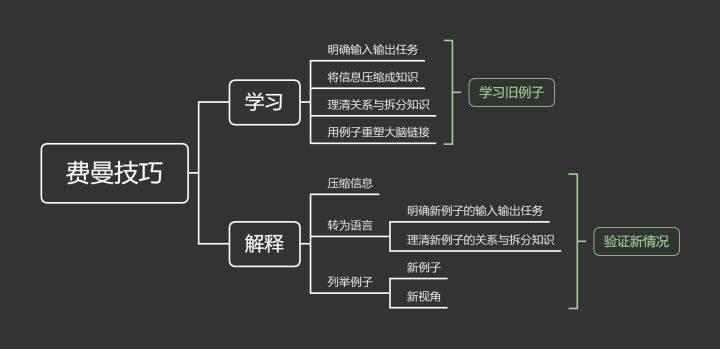 费曼技巧
学习
明确输入输出任务
将信息压缩成知识
理清关系与拆分知识
用例子重塑大脑链接
学习旧例子
解释
压缩信息
转为语言
明确新例子的输入输出任务
理清新例子的关系与拆分知识
列举例子
新例子
新视角
验证新情况